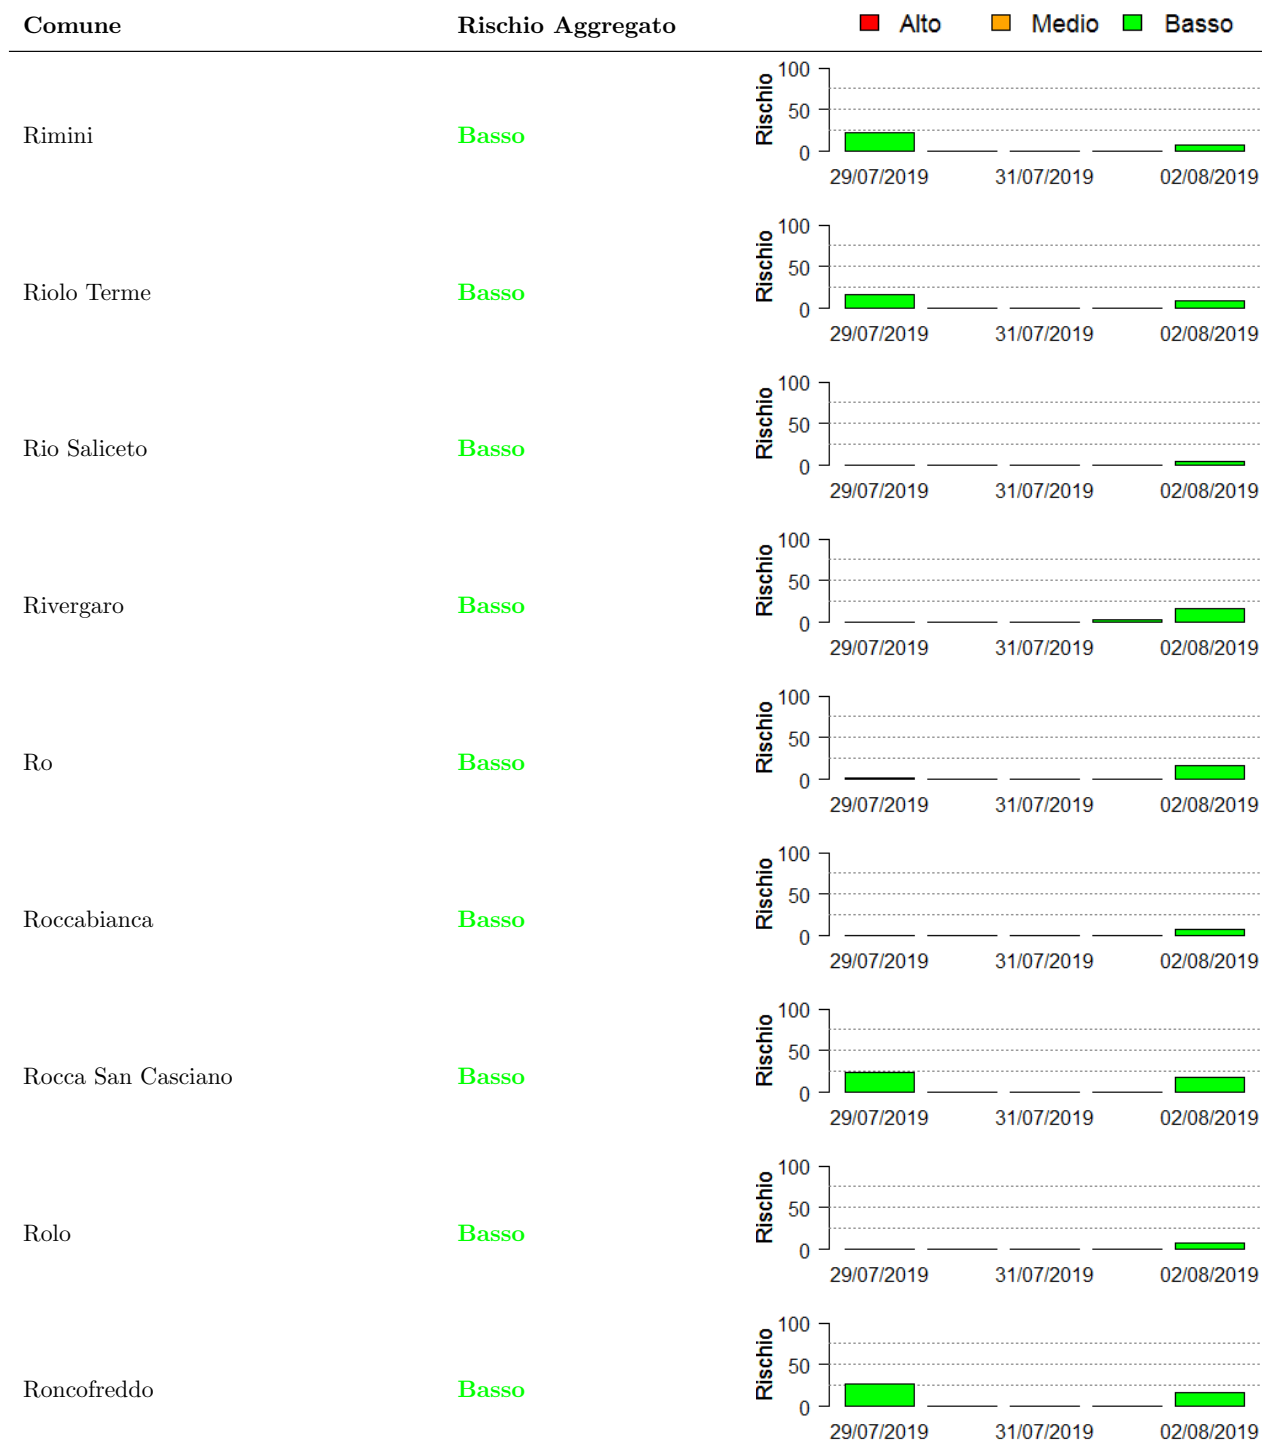 Comune Rischio Aggregato Alto Medio Basso
Rimini Basso Rischio 100 50 0
29/07/2019 31/07/2019 02/08/2019
Riolo Terme Basso Rischio 100 50 0
29/07/2019 31/07/2019 02/08/2019
Rio Saliceto Basso Rischio 100 50 0
29/07/2019 31/07/2019 02/08/2019
Rivergaro Basso Rischio 100 50 0
29/07/2019 31/07/2019 02/08/2019
Ro Basso Rischio 100 50 0
29/07/2019 31/07/2019 02/08/2019
Roccabianca Basso Rischio 100 50 0
29/07/2019 31/07/2019 02/08/2019
Rocca San Casciano Basso Rischio 100 50 0
29/07/2019 31/07/2019 02/08/2019
Rolo Basso Rischio 100 50 0
29/07/2019 31/07/2019 02/08/2019
Roncofreddo Basso Rischio 100 50 0
29/07/2019 31/07/2019 02/08/2019